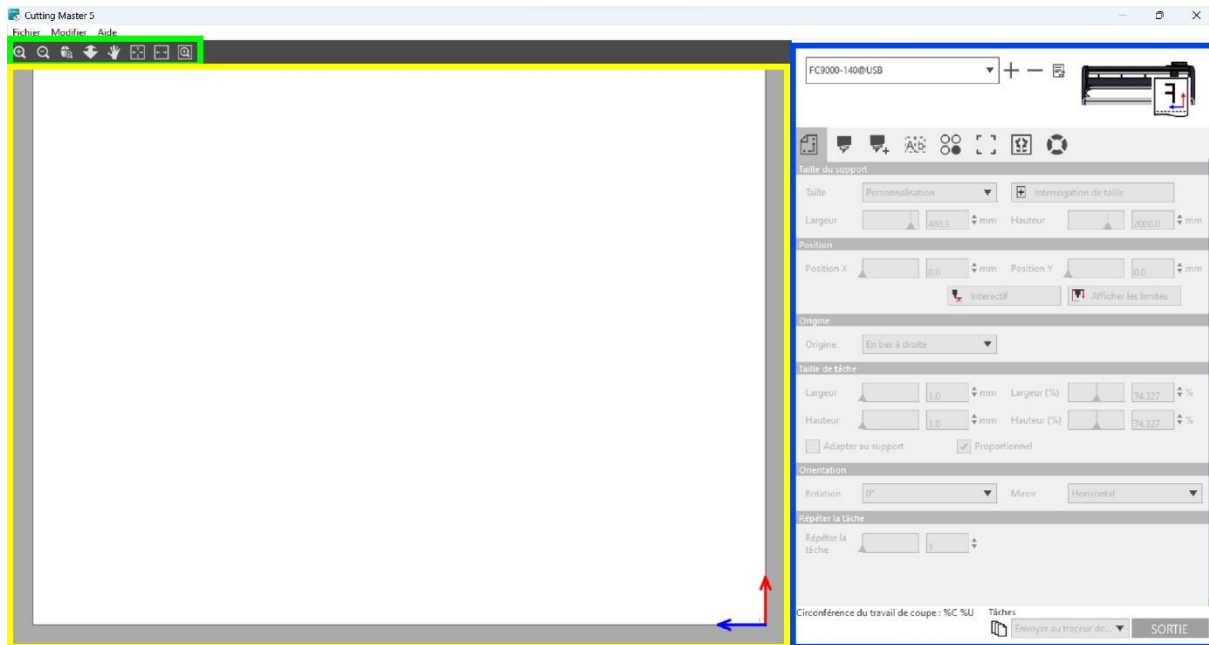 Cutting Master 5
Fichier Modifier Aide
FC9000-140@USB
Taille du support
Taille Personnalisation Interrogation de taille
Largeur 480.3 mm Hauteur 2000.0 mm
Position
Position X 0.0 mm Position Y 0.0 mm
Interactif Afficher les limites
Origine
Origine En bas à droite
Taille de tâche
Largeur 1.0 mm Largeur (%) 74.327 %
Hauteur 1.0 mm Hauteur (%) 74.327 %
Adapter au support Proportionnel
Orientation
Rotation 0° Miroir Horizontal
Répéter la tâche
Répéter la tâche 1
Circonférence du travail de coupe : %C %U Tâches
Envoyer au traceur de... SORTIE